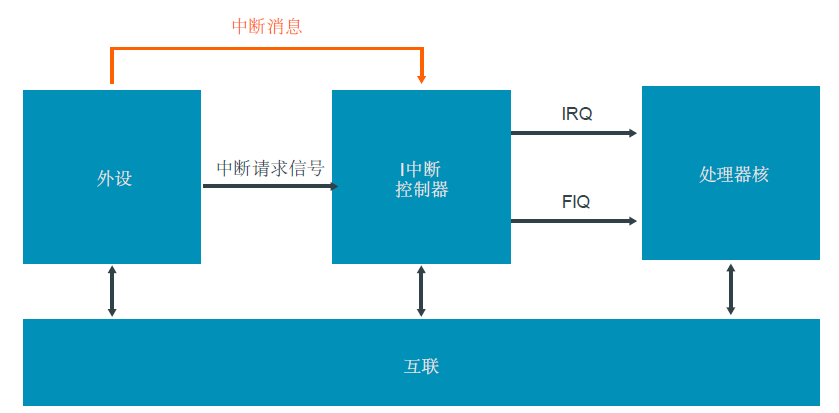 中断消息
IRQ
中断请求信号
外设
I中断
控制器
处理器核
FIQ
互联